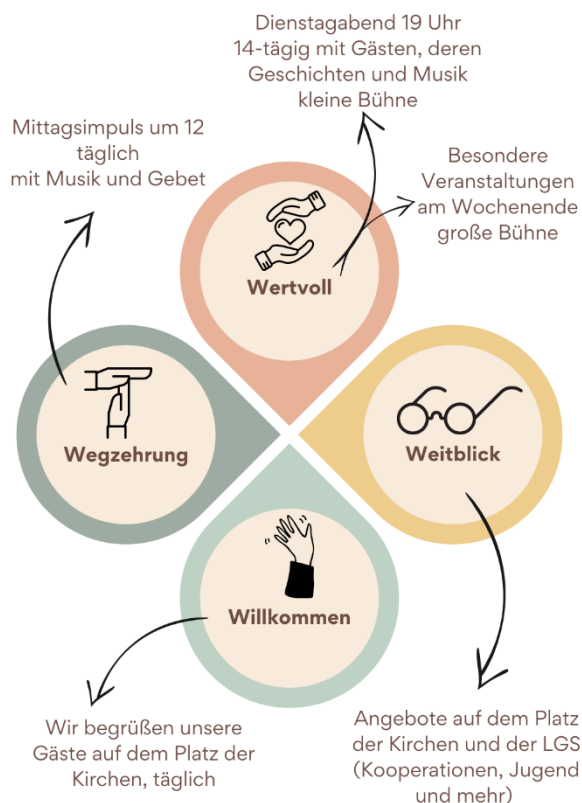 Dienstagabend 19 Uhr
14-tägig mit Gästen, deren
Geschichten und Musik
kleine Bühne
Mittagsimpuls um 12
täglich
mit Musik und Gebet
Besondere
Veranstaltungen
am Wochenende
große Bühne
Wertvoll
Wegzehrung
Weitblick
Willkommen
Wir begrüßen unsere
Gäste auf dem Platz der
Kirchen, täglich
Angebote auf dem Platz
der Kirchen und der LGS
(Kooperationen, Jugend
und mehr)